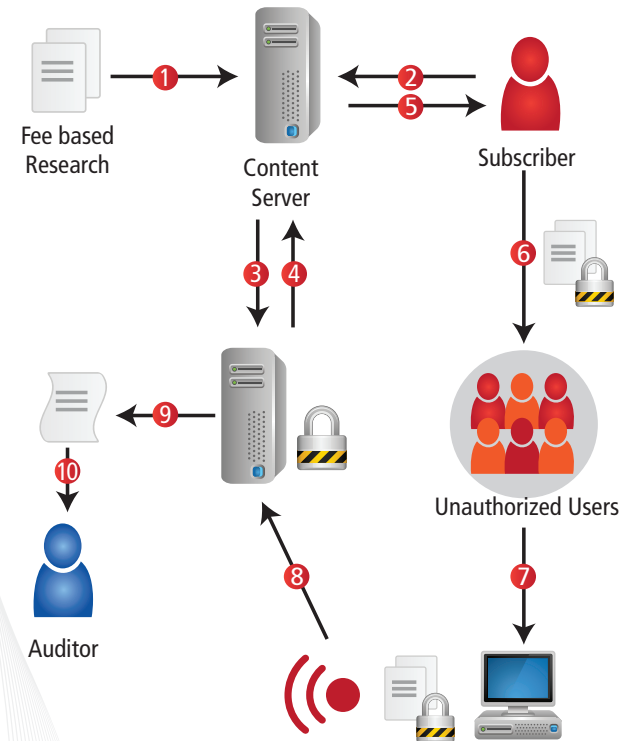 1
2
5
Fee based
Research
Content
Server
Subscriber
3
4
6
9
10
Unauthorized Users
8
7
Auditor